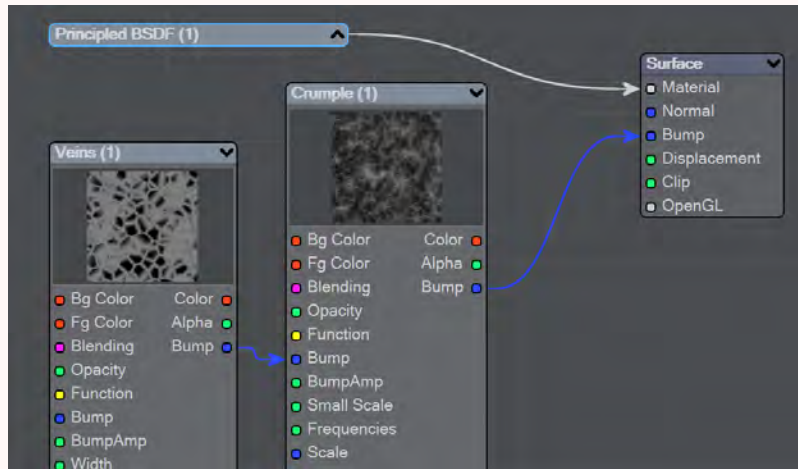 Principled BSDF (1)
Surface
Material
Normal
Bump
Displacement
Clip
OpenGL
Crumple (1)
Bg Color Color
Fg Color Alpha
Blending Bump
Opacity
Function
Bump
BumpAmp
Small Scale
Frequencies
Scale
Veins (1)
Bg Color Color
Fg Color Alpha
Blending Bump
Opacity
Function
Bump
BumpAmp
Width